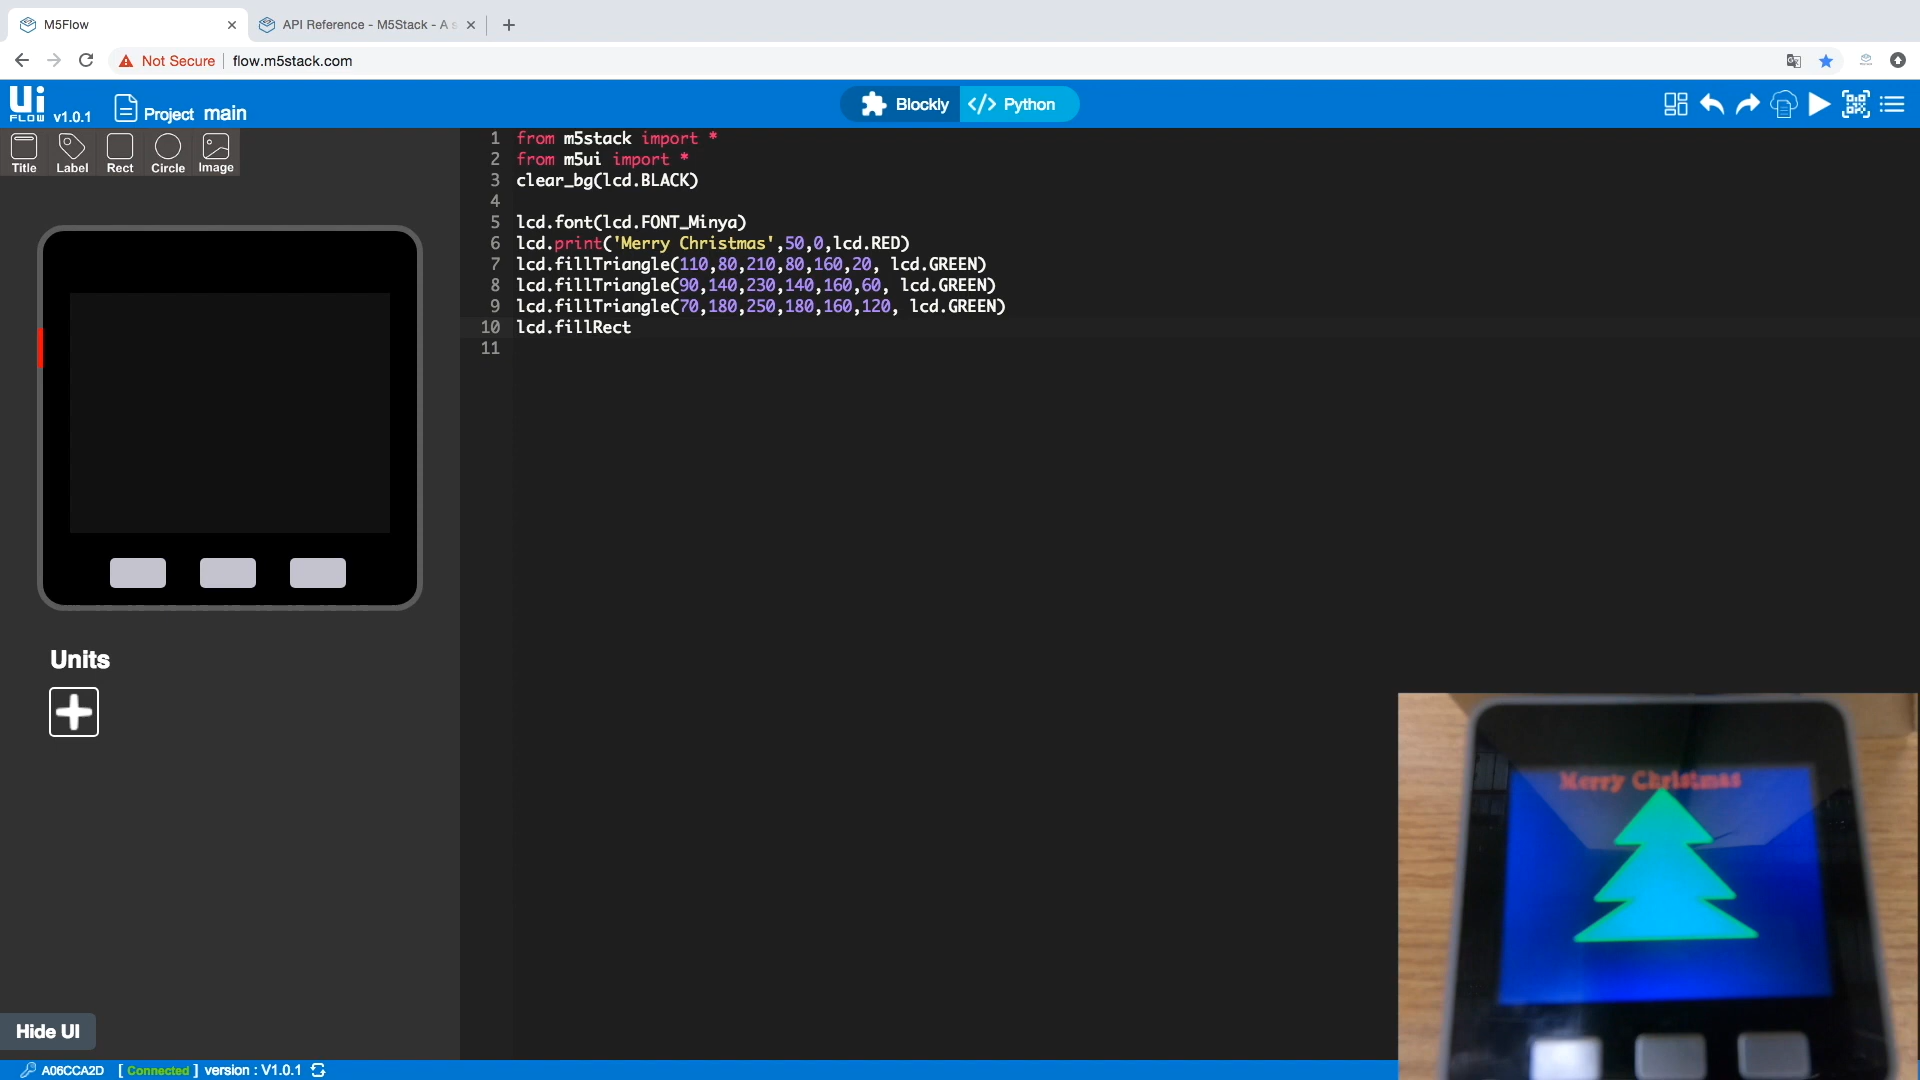 M5Flow
API Reference - M5Stack - A s
Not Secure
flow.m5stack.com
Ui
FLOW v1.0.1
Project main
Blockly
</> Python
Title Label Rect Circle Image
1 from m5stack import *
2 from m5ui import *
3 clear_bg(lcd.BLACK)
4
5 lcd.font(lcd.FONT_Minya)
6 lcd.print('Merry Christmas',50,0,lcd.RED)
7 lcd.fillTriangle(110,80,210,80,160,20, lcd.GREEN)
8 lcd.fillTriangle(90,140,230,140,160,60, lcd.GREEN)
9 lcd.fillTriangle(70,180,250,180,160,120, lcd.GREEN)
10 lcd.fillRect
11
Units
Merry Christmas
Hide UI
A06CCA2D [ Connected ] version : V1.0.1